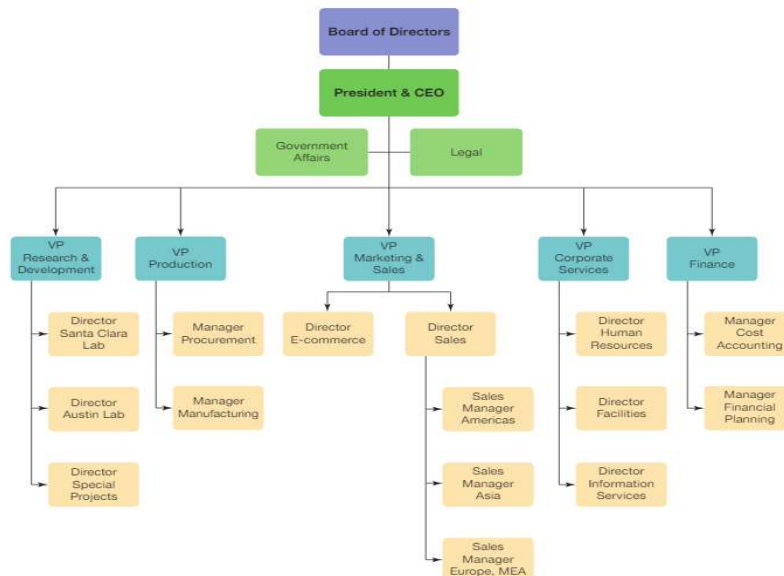 Board of Directors
President & CEO
Government
Affairs
Legal
VP
Research &
Development
VP
Production
VP
Marketing &
Sales
VP
Corporate
Services
VP
Finance
Director
Santa Clara
Lab
Manager
Procurement
Director
E-commerce
Director
Sales
Director
Human
Resources
Manager
Cost
Accounting
Director
Austin Lab
Manager
Manufacturing
Sales
Manager
Americas
Director
Facilities
Manager
Financial
Planning
Director
Special
Projects
Sales
Manager
Asia
Director
Information
Services
Sales
Manager
Europe, MEA